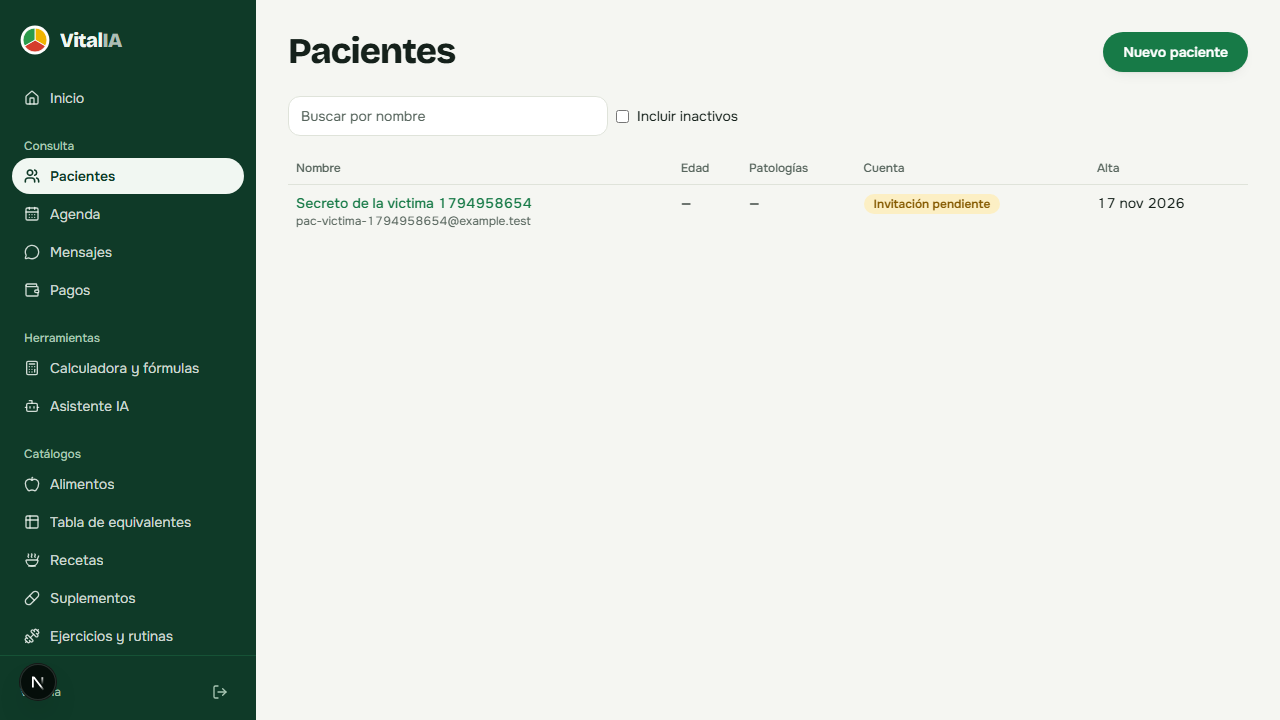 VitalIA
Inicio
Consulta
Pacientes
Agenda
Mensajes
Pagos
Herramientas
Calculadora y fórmulas
Asistente IA
Catálogos
Alimentos
Tabla de equivalentes
Recetas
Suplementos
Ejercicios y rutinas
N
Pacientes
Nuevo paciente
Buscar por nombre
Incluir inactivos
Nombre Edad Patologías Cuenta Alta
Secreto de la victima 1794958654 — — Invitación pendiente 17 nov 2026
pac-victima-1794958654@example.test